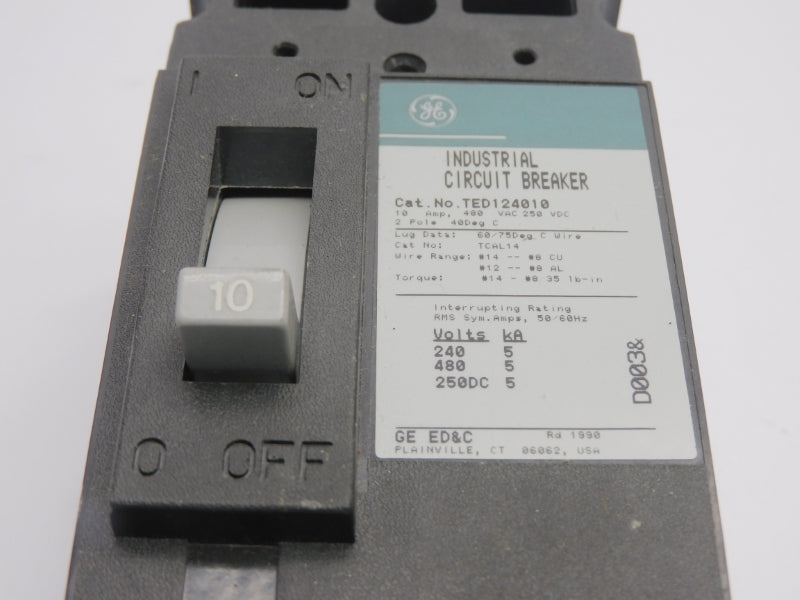 I ON
10
O OFF
GE
INDUSTRIAL
CIRCUIT BREAKER
Cat.No.TED124010
10 Amp, 480 VAC 250 VDC
2 Pole 40Deg C
Lug Data: 60/75Deg C Wire
Cat No: TCAL14
Wire Range: #14 -- #8 CU
#12 -- #8 AL
Torque: #14 - #8 35 lb-in
Interrupting Rating
RMS Sym.Amps, 50/60Hz
Volts kA
240 5
480 5
250DC 5
D003&
GE ED&C Rd 1990
PLAINVILLE, CT 06062, USA